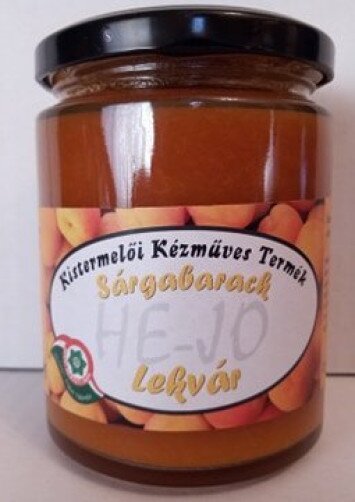 Kistermelői Kézműves Termék
Sárgabarack
HE-JO
Lekvár